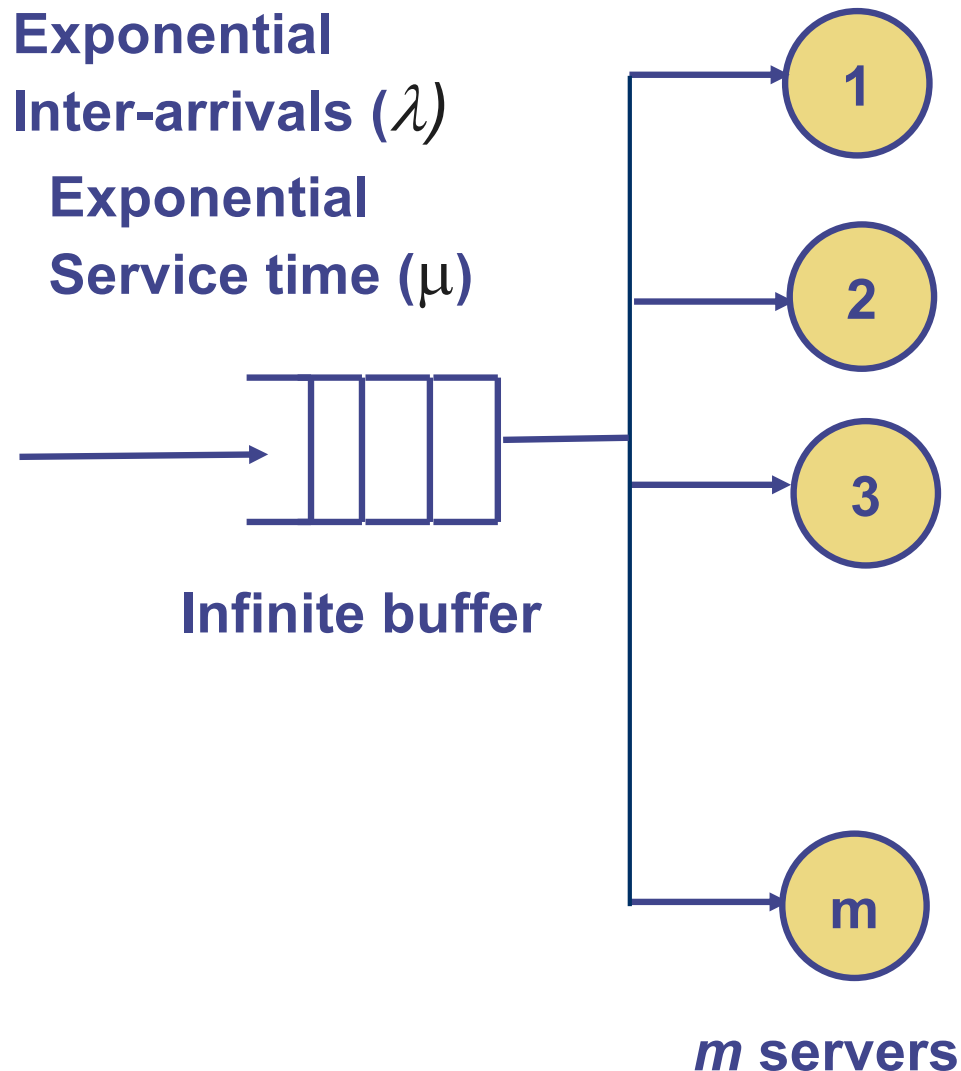 Exponential
Inter-arrivals (λ)
Exponential
Service time (μ)
Infinite buffer
1
2
3
m
m servers